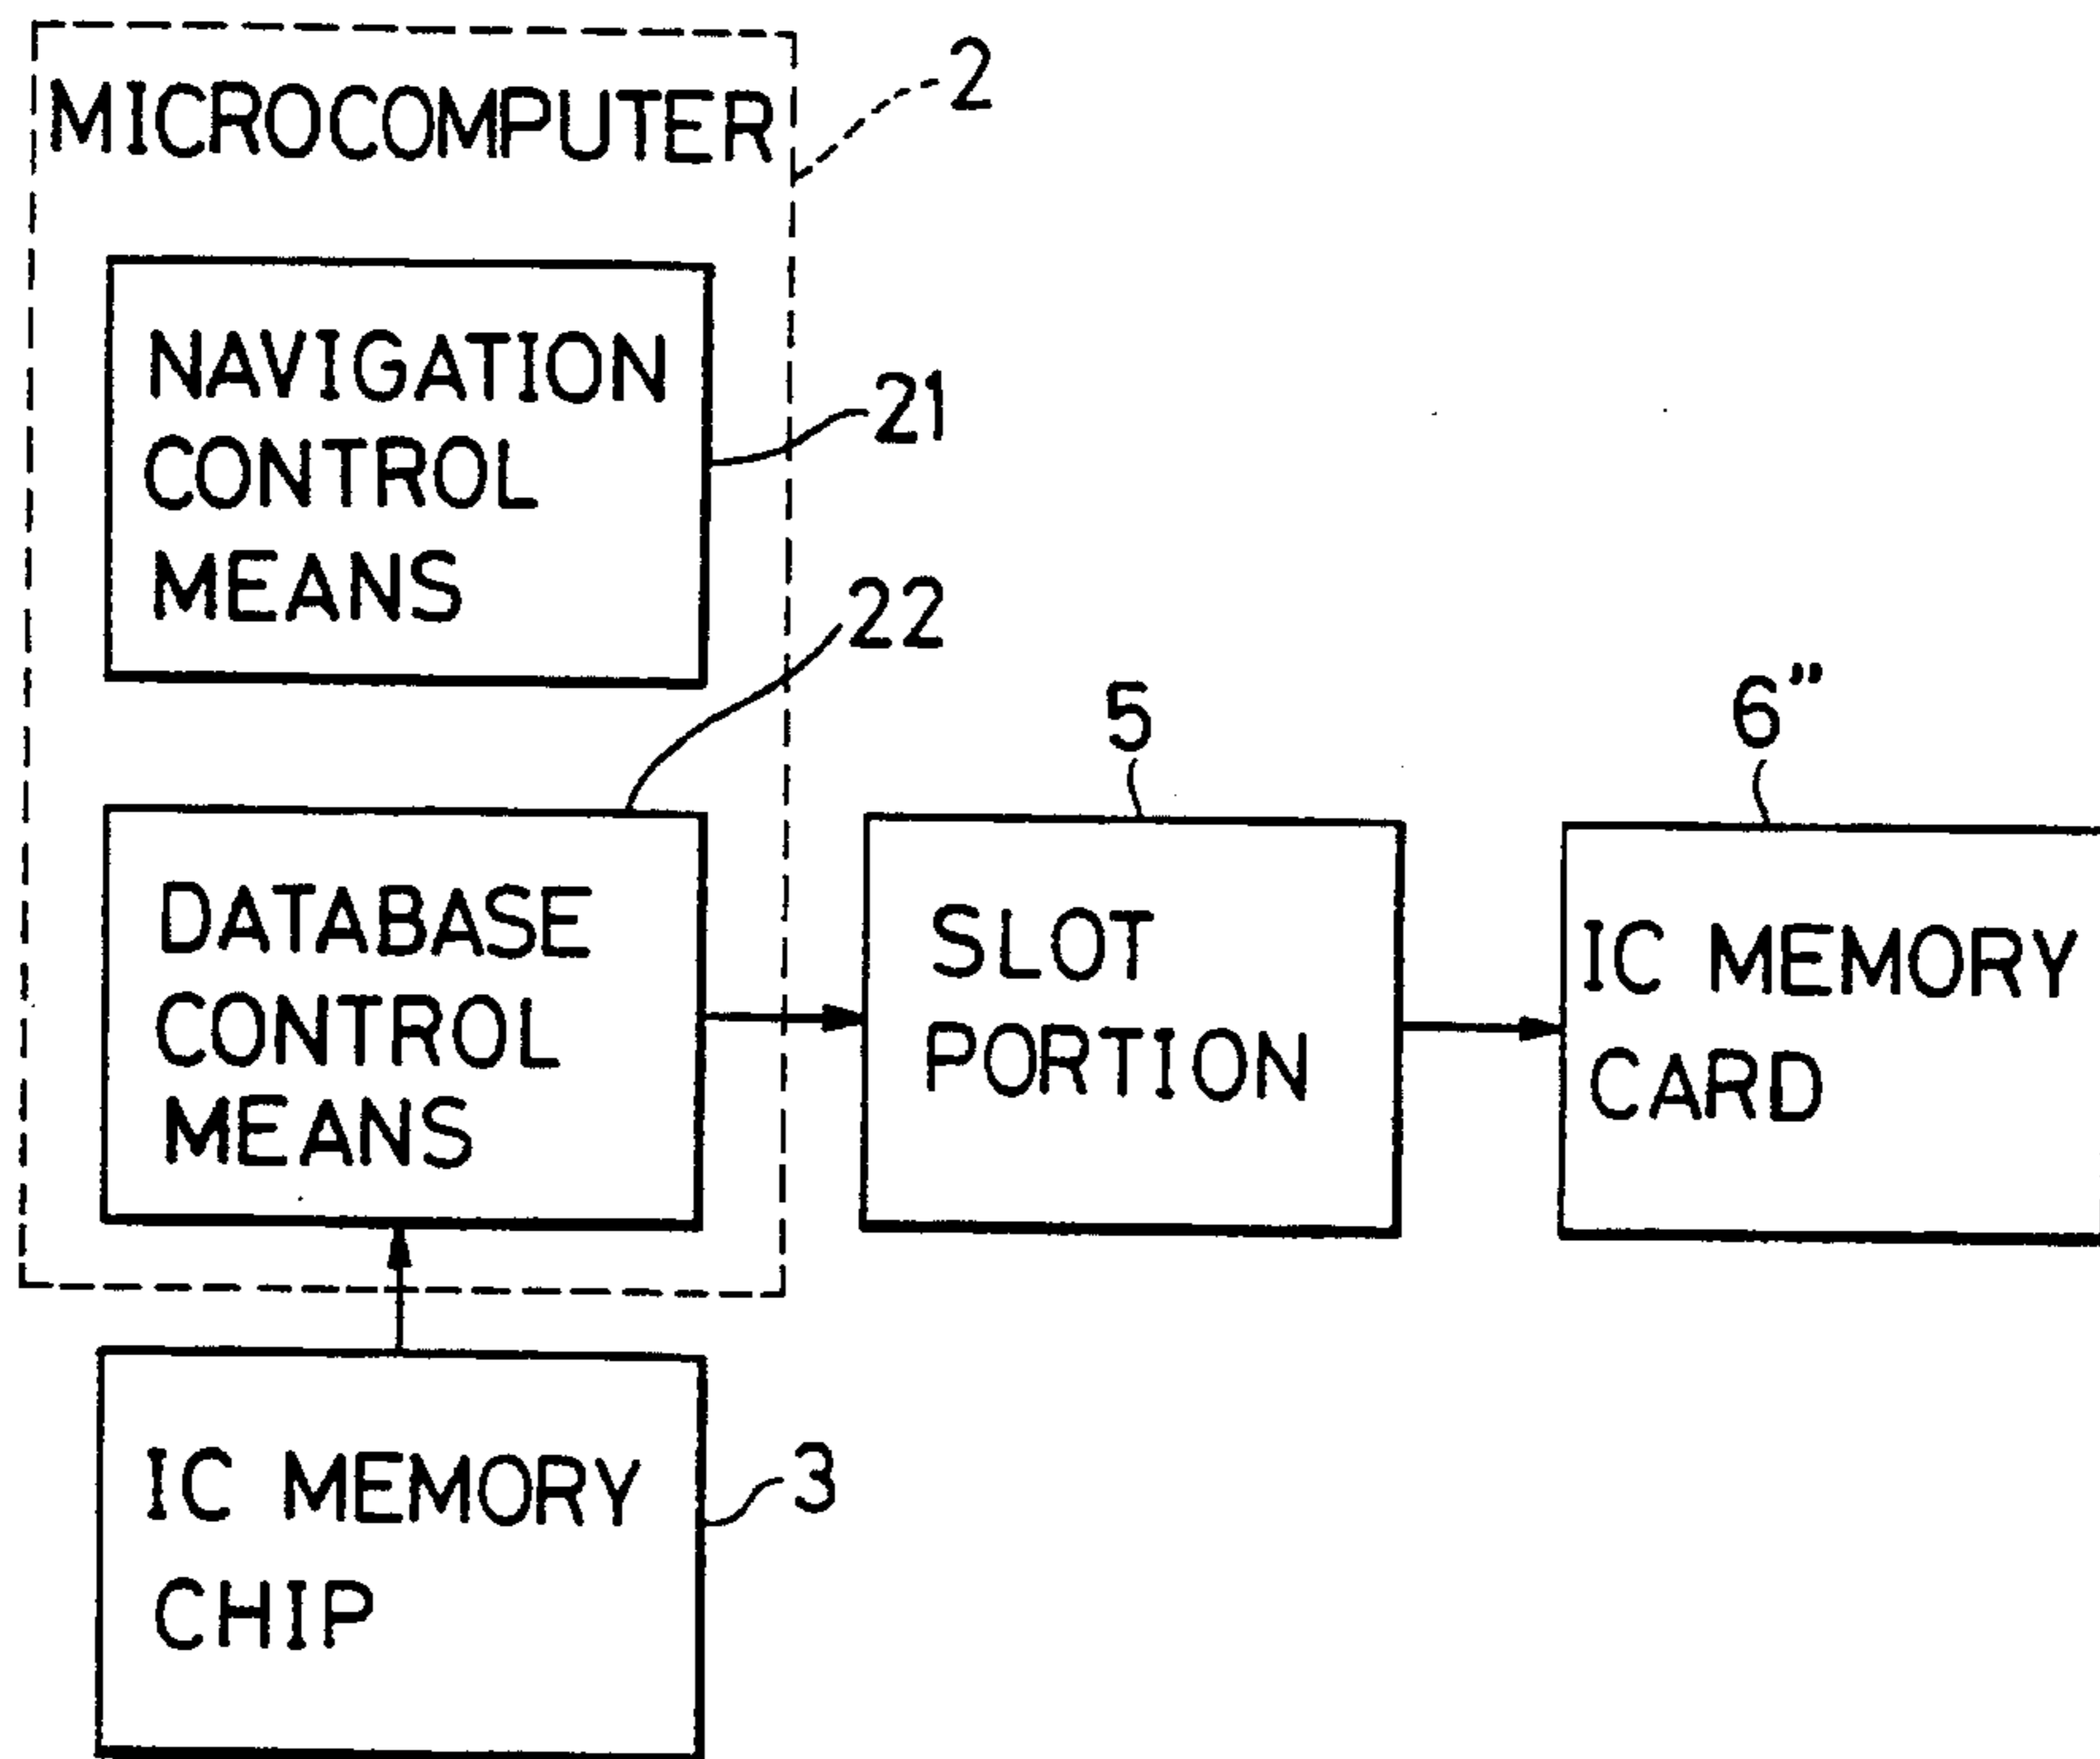 MICROCOMPUTER
2
NAVIGATION
CONTROL
MEANS
21
22
DATABASE
CONTROL
MEANS
5
SLOT
PORTION
6”
IC MEMORY
CARD
IC MEMORY
CHIP
3